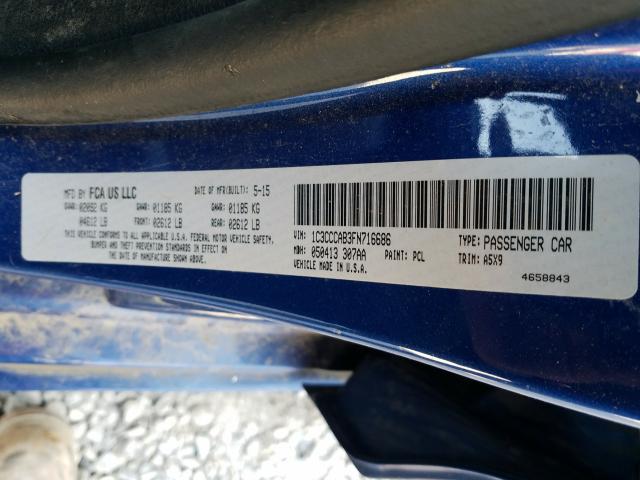 MFD BY FCA US LLC DATE OF MFR(BUILT): 5-15
GVWR: 02092 KG GAWR: 01185 KG GAWR: 01185 KG
04612 LB FRONT: 02612 LB REAR: 02612 LB
THIS VEHICLE CONFORMS TO ALL APPLICABLE U.S.A. FEDERAL MOTOR VEHICLE SAFETY,
BUMPER AND THEFT PREVENTION STANDARDS IN EFFECT ON
THE DATE OF MANUFACTURE SHOWN ABOVE.
VIN: 1C3CCCAB3FN716686 TYPE: PASSENGER CAR
MDH: 050413 307AA PAINT: PCL TRIM: A5X9
VEHICLE MADE IN U.S.A.
4658843